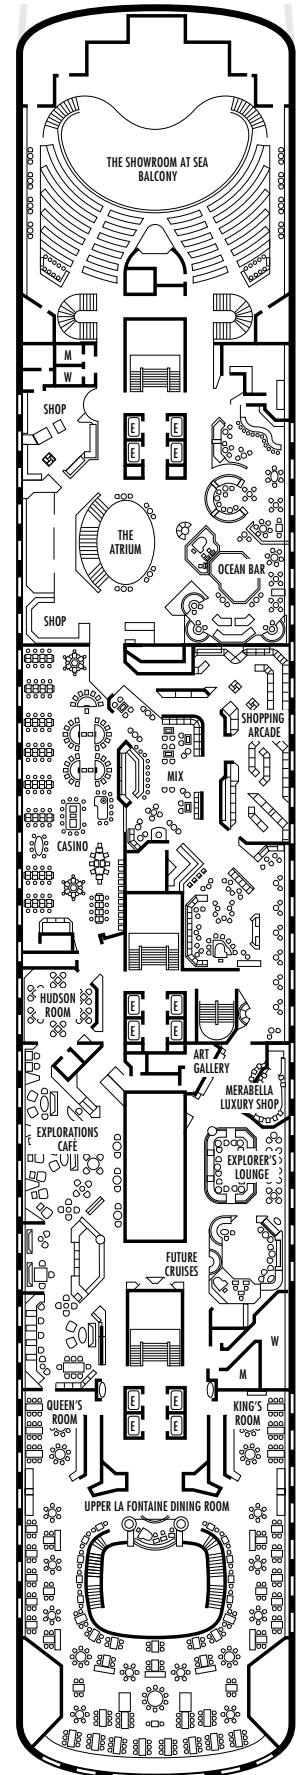 THE SHOWROOM AT SEA
BALCONY
M
W
SHOP
E
E
E
E
THE
ATRIUM
OCEAN BAR
SHOP
SHOPPING
ARCADE
MIX
CASINO
HUDSON
ROOM
E
E
E
E
ART
GALLERY
MERABELLA
LUXURY SHOP
EXPLORATIONS
CAFÉ
EXPLORER'S
LOUNGE
FUTURE
CRUISES
W
M
QUEEN'S
ROOM
E
E
E
E
KING'S
ROOM
UPPER LA FONTAINE DINING ROOM